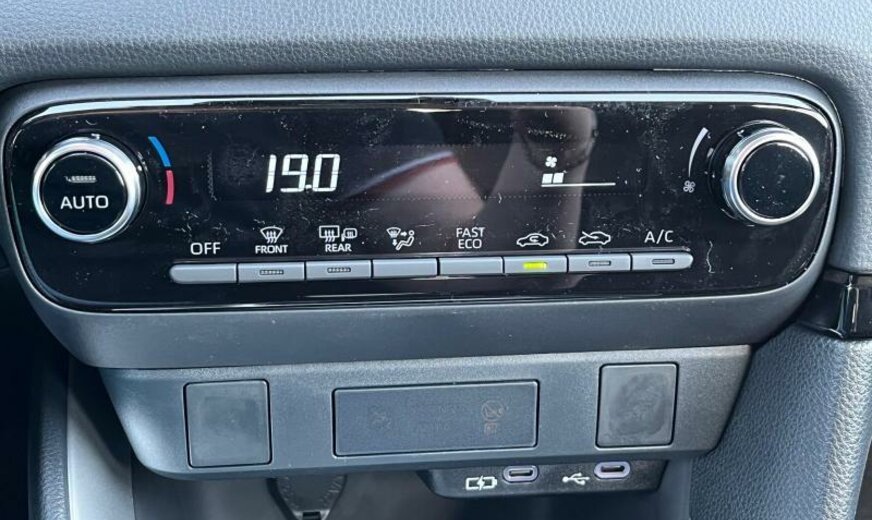 19.0
AUTO
OFF
FRONT
REAR
FAST
ECO
A/C